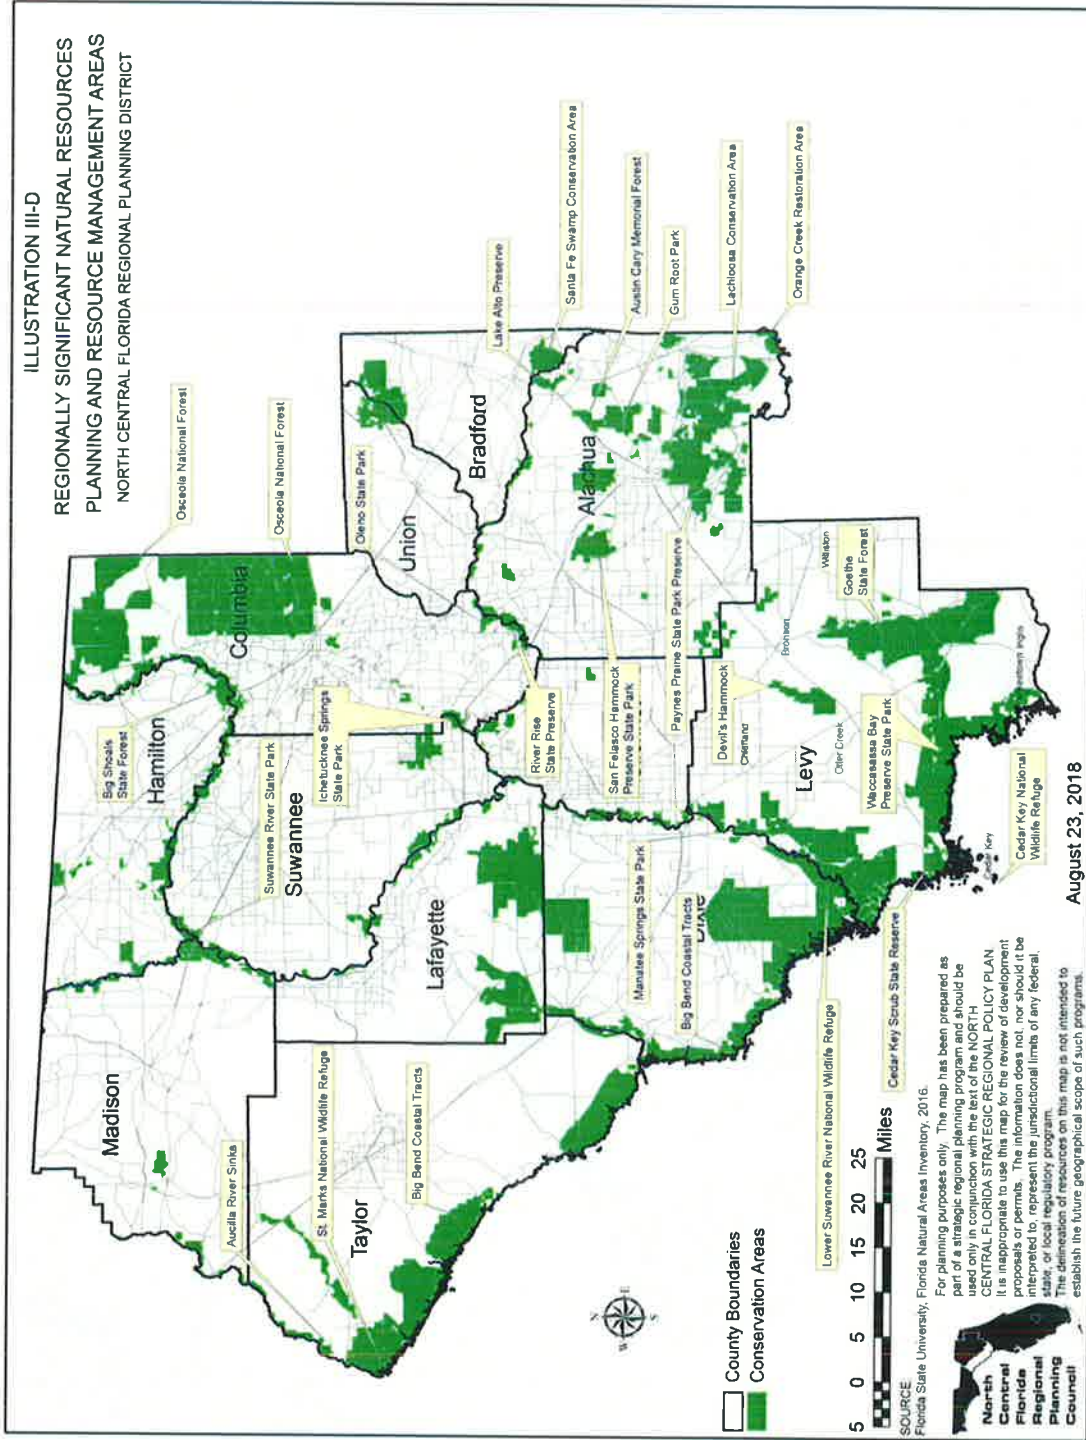 ILLUSTRATION III-D
REGIONALLY SIGNIFICANT NATURAL RESOURCES
PLANNING AND RESOURCE MANAGEMENT AREAS
NORTH CENTRAL FLORIDA REGIONAL PLANNING DISTRICT
Osceola National Forest
Osceola National Forest
Big Shoals
State Forest
Hamilton
Columbia
Madison
Suwannee River State Park
Ichetucknee Springs
State Park
Oleno State Park
Suwannee
Union
Bradford
Lake Alto Preserve
Santa Fe Swamp Conservation Area
Aucilla River Sinks
St. Marks National Wildlife Refuge
Lafayette
River Rise
State Preserve
Alachua
Austin Cary Memorial Forest
Taylor
Big Bend Coastal Tracts
San Felasco Hammock
Preserve State Park
Gum Root Park
Manatee Springs State Park
Paynes Prairie State Park Preserve
Big Bend Coastal Tracts
Dixie
Devil's Hammock
Chiefland
Lachloosa Conservation Area
Bronson
Williston
Orange Creek Restoration Area
Levy
Otter Creek
Goethe
State Forest
Waccasassa Bay
Preserve State Park
Lower Suwannee River National Wildlife Refuge
Cedar Key Scrub State Reserve
Cedar Key
Cedar Key National
Wildlife Refuge
Inglis
N
W
E
S
County Boundaries
Conservation Areas
5 0 5 10 15 20 25
Miles
SOURCE:
Florida State University, Florida Natural Areas Inventory, 2016.
For planning purposes only. The map has been prepared as
part of a strategic regional planning program and should be
used only in conjunction with the text of the NORTH
CENTRAL FLORIDA STRATEGIC REGIONAL POLICY PLAN.
It is inappropriate to use this map for the review of development
proposals or permits. The information does not, nor should it be
interpreted to, represent the jurisdictional limits of any federal,
state, or local regulatory program.
The delineation of resources on this map is not intended to
establish the future geographical scope of such programs.
North
Central
Florida
Regional
Planning
Council
August 23, 2018